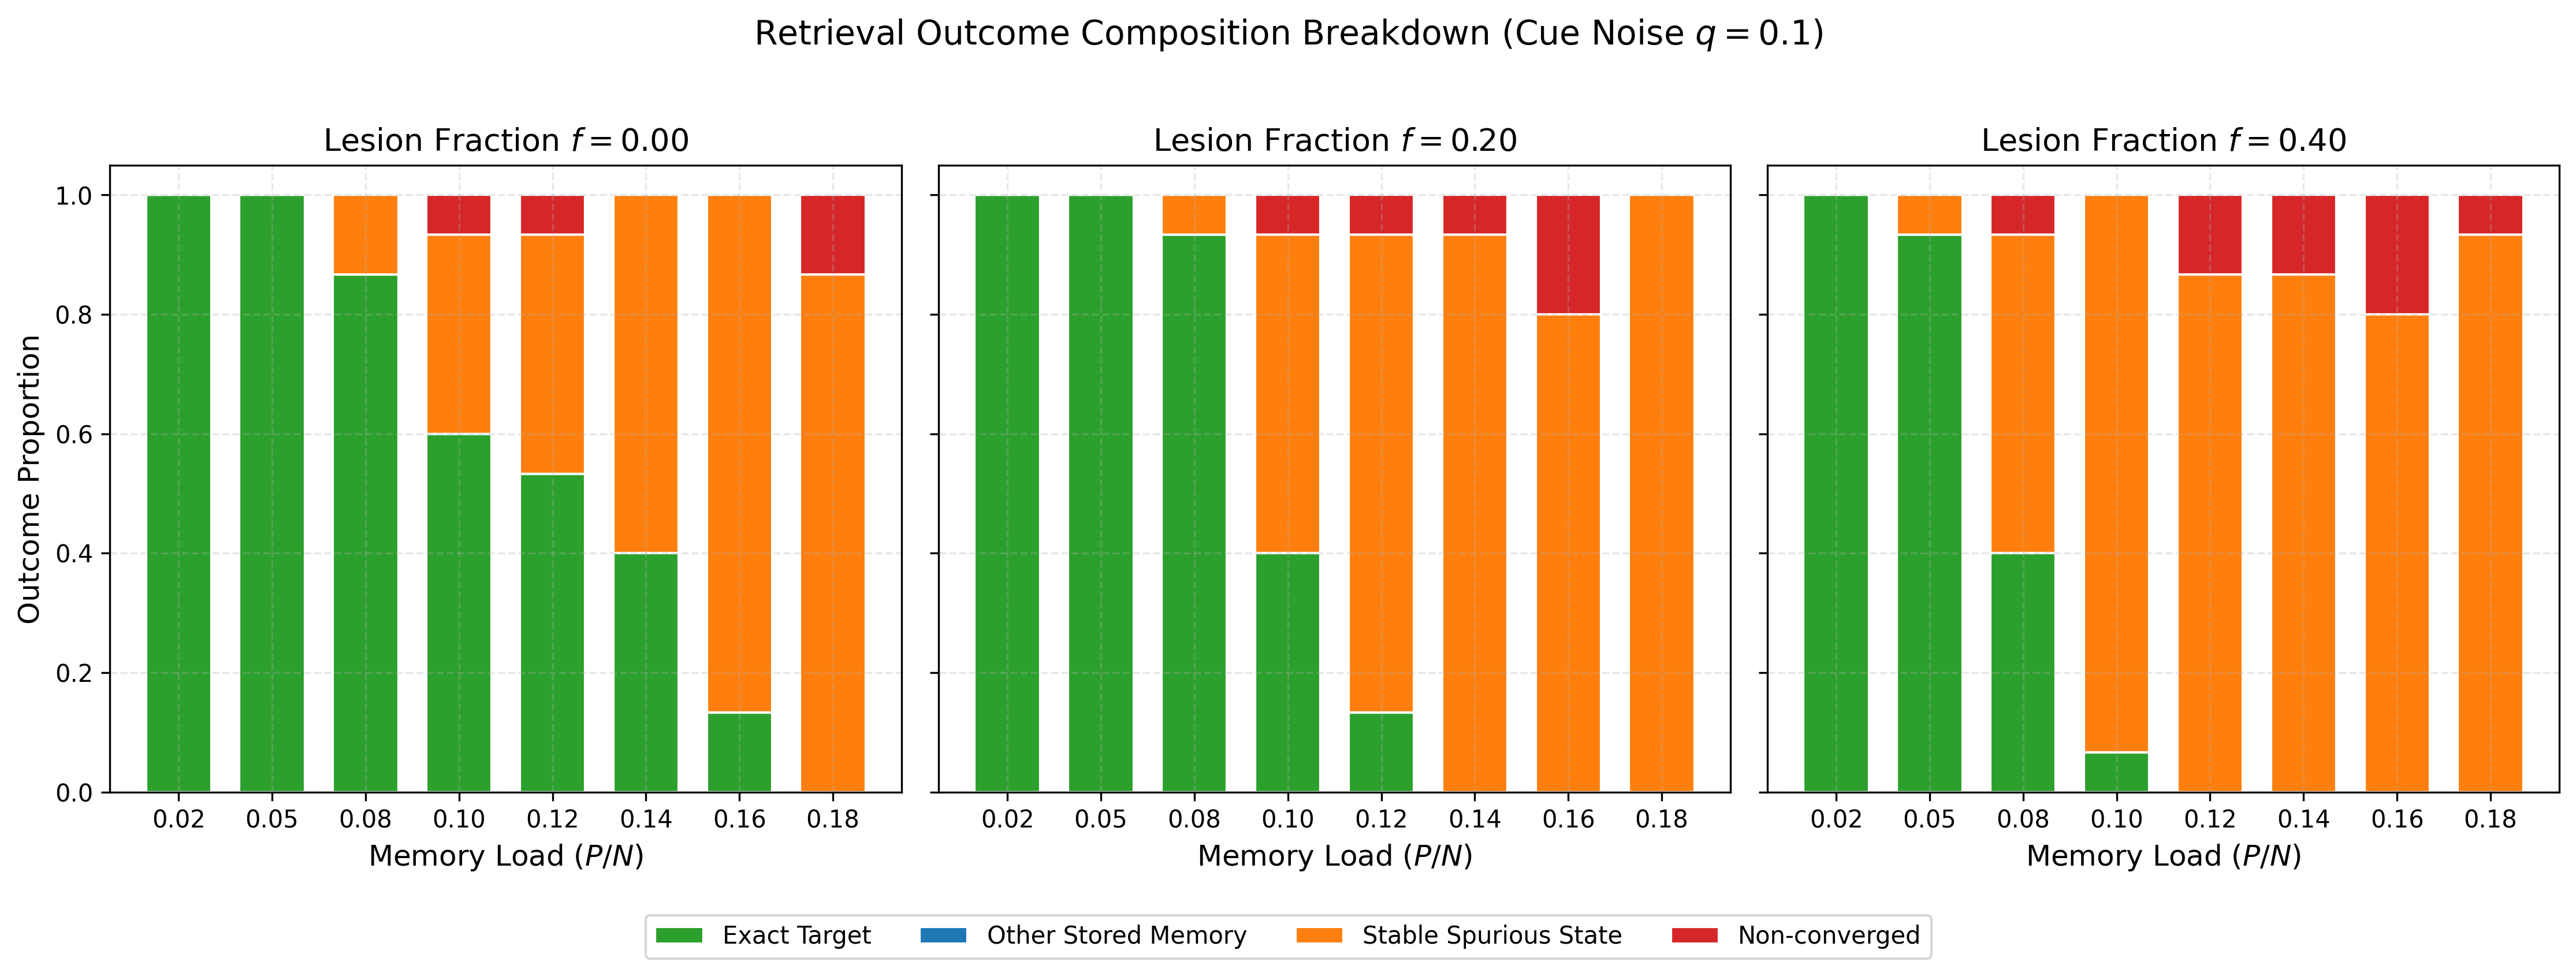 Retrieval Outcome Composition Breakdown (Cue Noise q = 0.1)
Lesion Fraction f = 0.00
Lesion Fraction f = 0.20
Lesion Fraction f = 0.40
Outcome Proportion
1.0
0.8
0.6
0.4
0.2
0.0
0.02 0.05 0.08 0.10 0.12 0.14 0.16 0.18
0.02 0.05 0.08 0.10 0.12 0.14 0.16 0.18
0.02 0.05 0.08 0.10 0.12 0.14 0.16 0.18
Memory Load (P/N)
Memory Load (P/N)
Memory Load (P/N)
Exact Target Other Stored Memory Stable Spurious State Non-converged